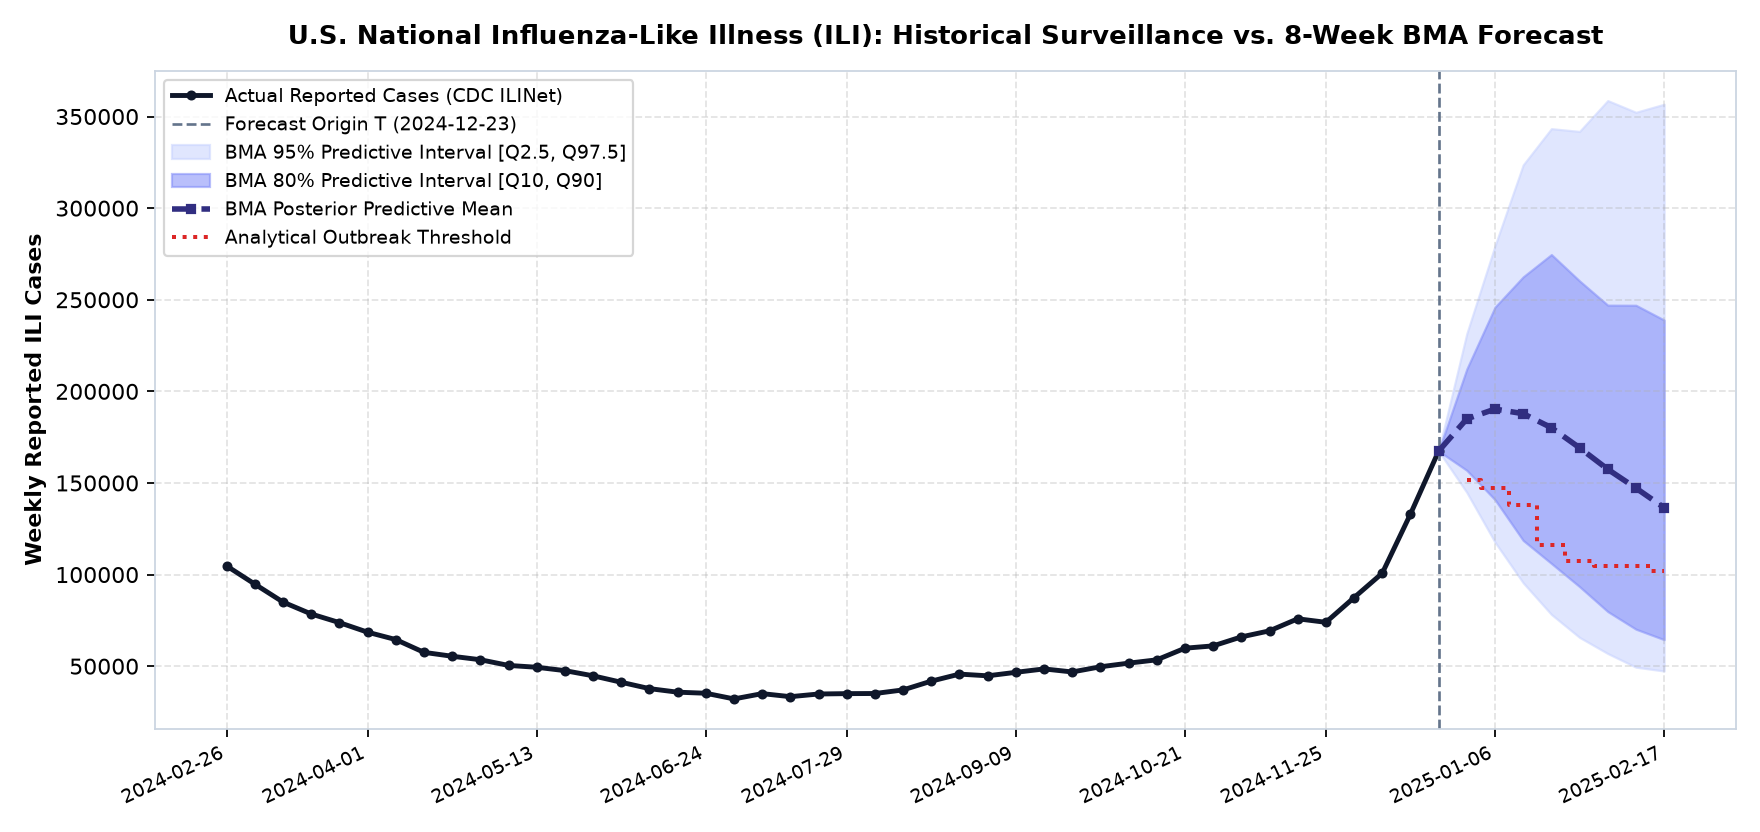 U.S. National Influenza-Like Illness (ILI): Historical Surveillance vs. 8-Week BMA Forecast
Actual Reported Cases (CDC ILINet)
Forecast Origin T (2024-12-23)
BMA 95% Predictive Interval [Q2.5, Q97.5]
BMA 80% Predictive Interval [Q10, Q90]
BMA Posterior Predictive Mean
Analytical Outbreak Threshold
Weekly Reported ILI Cases
350000
300000
250000
200000
150000
100000
50000
2024-02-26
2024-04-01
2024-05-13
2024-06-24
2024-07-29
2024-09-09
2024-10-21
2024-11-25
2025-01-06
2025-02-17